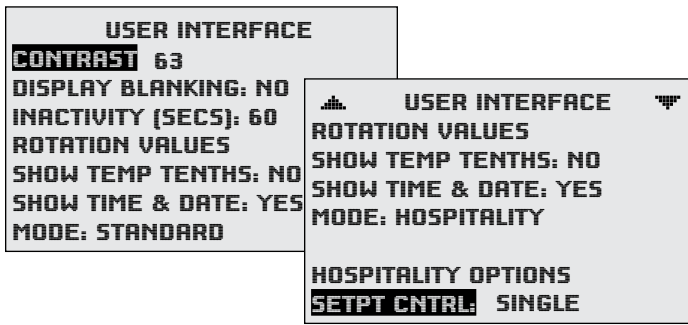 USER INTERFACE
CONTRAST 63
DISPLAY BLANKING: NO
INACTIVITY (SECS): 60
ROTATION VALUES
SHOW TEMP TENTHS: NO
SHOW TIME & DATE: YES
MODE: STANDARD
USER INTERFACE
ROTATION VALUES
SHOW TEMP TENTHS: NO
SHOW TIME & DATE: YES
MODE: HOSPITALITY
HOSPITALITY OPTIONS
SETPT CNTRL: SINGLE